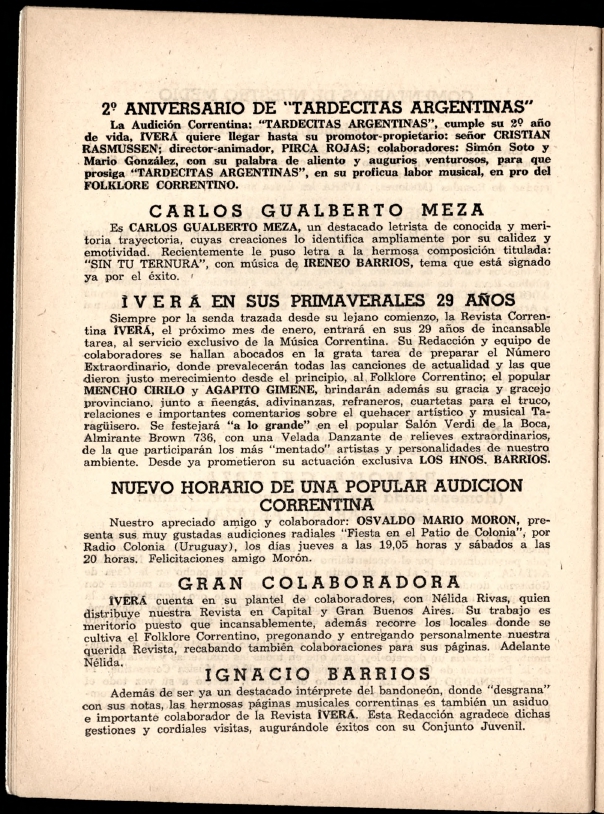 2º ANIVERSARIO DE "TARDECITAS ARGENTINAS"
La Audición Correntina: "TARDECITAS ARGENTINAS", cumple su 2º año
de vida, IVERÁ quiere llegar hasta su promotor-propietario: señor CRISTIAN
RASMUSSEN; director-animador, PIRCA ROJAS; colaboradores: Simón Soto y
Mario González, con su palabra de aliento y augurios venturosos, para que
prosiga "TARDECITAS ARGENTINAS", en su proficua labor musical, en pro del
FOLKLORE CORRENTINO.
CARLOS GUALBERTO MEZA
Es CARLOS GUALBERTO MEZA, un destacado letrista de conocida y meri-
toria trayectoria, cuyas creaciones lo identifica ampliamente por su calidez y
emotividad. Recientemente le puso letra a la hermosa composición titulada:
"SIN TU TERNURA", con música de IRENEO BARRIOS, tema que está signado
ya por el éxito.
ÎVERÁ EN SUS PRIMAVERALES 29 AÑOS
Siempre por la senda trazada desde su lejano comienzo, la Revista Corren-
tina ÎVERÁ, el próximo mes de enero, entrará en sus 29 años de incansable
tarea, al servicio exclusivo de la Música Correntina. Su Redacción y equipo de
colaboradores se hallan abocados en la grata tarea de preparar el Número
Extraordinario, donde prevalecerán todas las canciones de actualidad y las que
dieron justo merecimiento desde el principio, al Folklore Correntino; el popular
MENCHO CIRILO y AGAPITO GIMENE, brindarán además su gracia y gracejo
provinciano, junto a ñeengás, adivinanzas, refraneros, cuartetas para el truco,
relaciones e importantes comentarios sobre el quehacer artístico y musical Ta-
ragüisero. Se festejará "a lo grande" en el popular Salón Verdi de la Boca,
Almirante Brown 736, con una Velada Danzante de relieves extraordinarios,
de la que participarán los más "mentado" artistas y personalidades de nuestro
ambiente. Desde ya prometieron su actuación exclusiva LOS HNOS. BARRIOS.
NUEVO HORARIO DE UNA POPULAR AUDICION
CORRENTINA
Nuestro apreciado amigo y colaborador: OSVALDO MARIO MORON, pre-
senta sus muy gustadas audiciones radiales "Fiesta en el Patio de Colonia", por
Radio Colonia (Uruguay), los días jueves a las 19,05 horas y sábados a las
20 horas. Felicitaciones amigo Morón.
GRAN COLABORADORA
ÎVERÁ cuenta en su plantel de colaboradores, con Nélida Rivas, quien
distribuye nuestra Revista en Capital y Gran Buenos Aires. Su trabajo es
meritorio puesto que incansablemente, además recorre los locales donde se
cultiva el Folklore Correntino, pregonando y entregando personalmente nuestra
querida Revista, recabando también colaboraciones para sus páginas. Adelante
Nélida.
IGNACIO BARRIOS
Además de ser ya un destacado intérprete del bandoneón, donde "desgrana"
con sus notas, las hermosas páginas musicales correntinas es también un asiduo
e importante colaborador de la Revista ÎVERÁ. Esta Redacción agradece dichas
gestiones y cordiales visitas, augurándole éxitos con su Conjunto Juvenil.